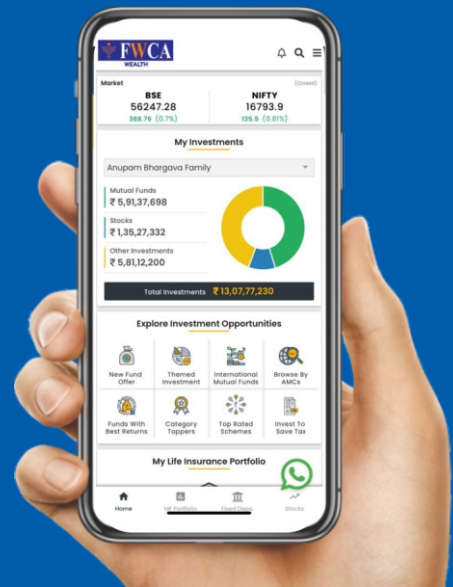 FWCA
WEALTH
Market
(Closed)
BSE
56247.28
388.76 (0.7%)
NIFTY
16793.9
135.5 (0.81%)
My Investments
Anupam Bhargava Family
Mutual Funds
₹ 5,91,37,698
Stocks
₹ 1,35,27,332
Other Investments
₹ 5,81,12,200
Total Investments ₹ 13,07,77,230
Explore Investment Opportunities
New Fund
Offer
Themed
Investment
International
Mutual Funds
Browse By
AMCs
Funds With
Best Returns
Category
Toppers
Top Rated
Schemes
Invest To
Save Tax
My Life Insurance Portfolio
Home
MF Portfolio
Fixed Depo..
Stocks